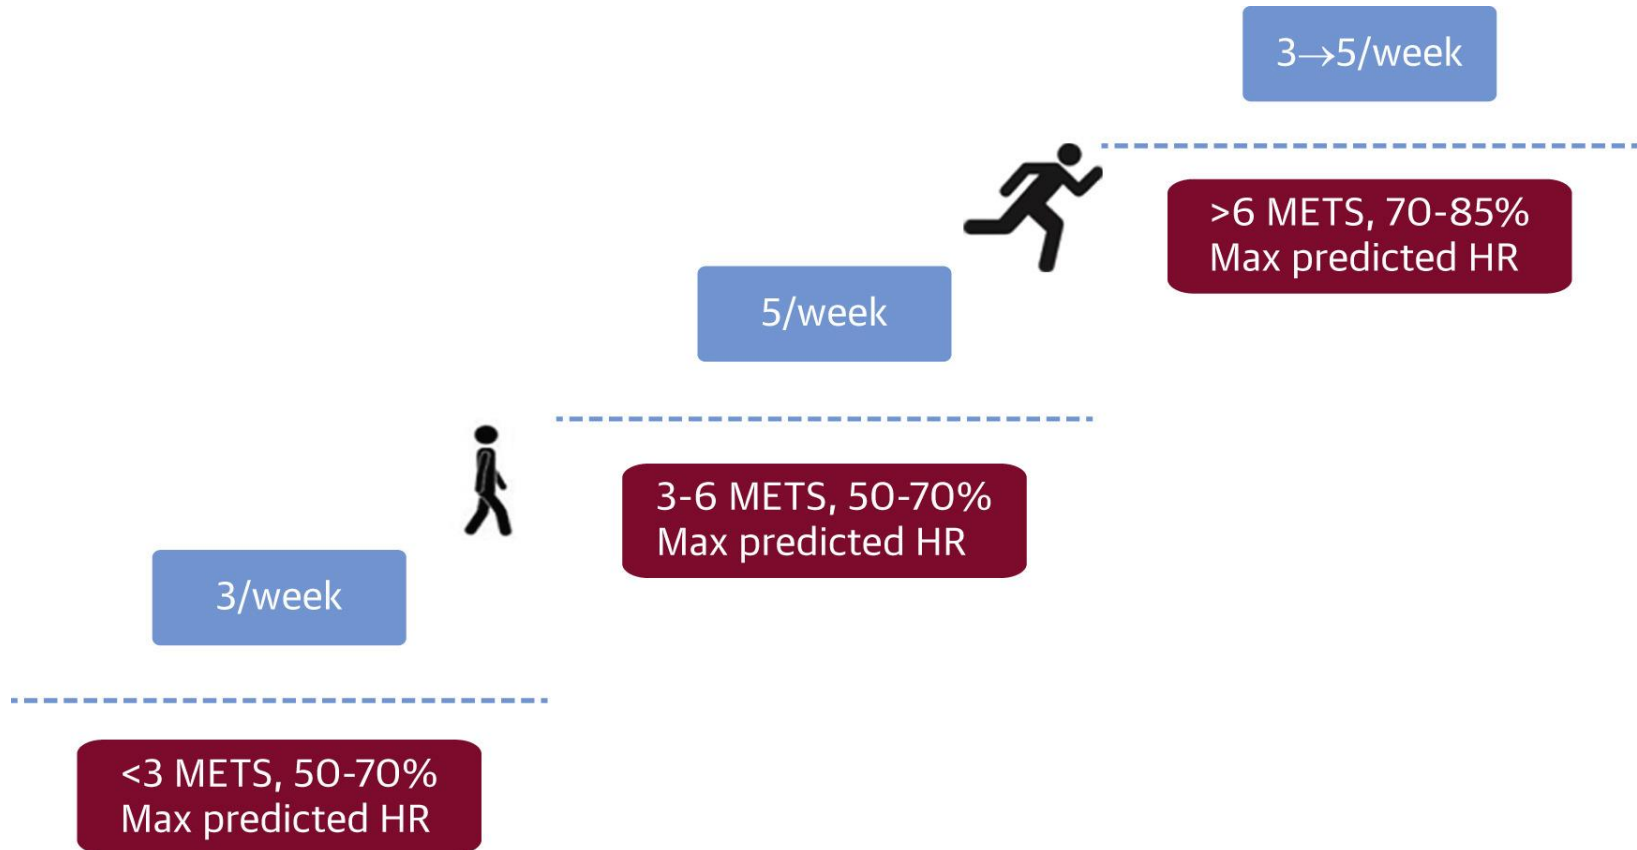 3→5/week
>6 METS, 70-85%
Max predicted HR
5/week
3-6 METS, 50-70%
Max predicted HR
3/week
<3 METS, 50-70%
Max predicted HR